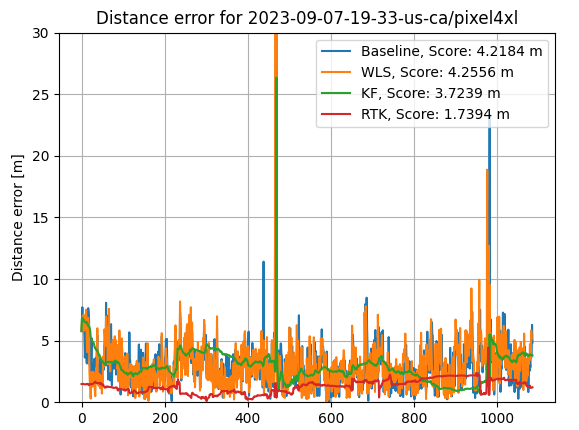 Distance error for 2023-09-07-19-33-us-ca/pixel4xl
Baseline, Score: 4.2184 m
WLS, Score: 4.2556 m
KF, Score: 3.7239 m
RTK, Score: 1.7394 m
Distance error [m]
30
25
20
15
10
5
0
0 200 400 600 800 1000